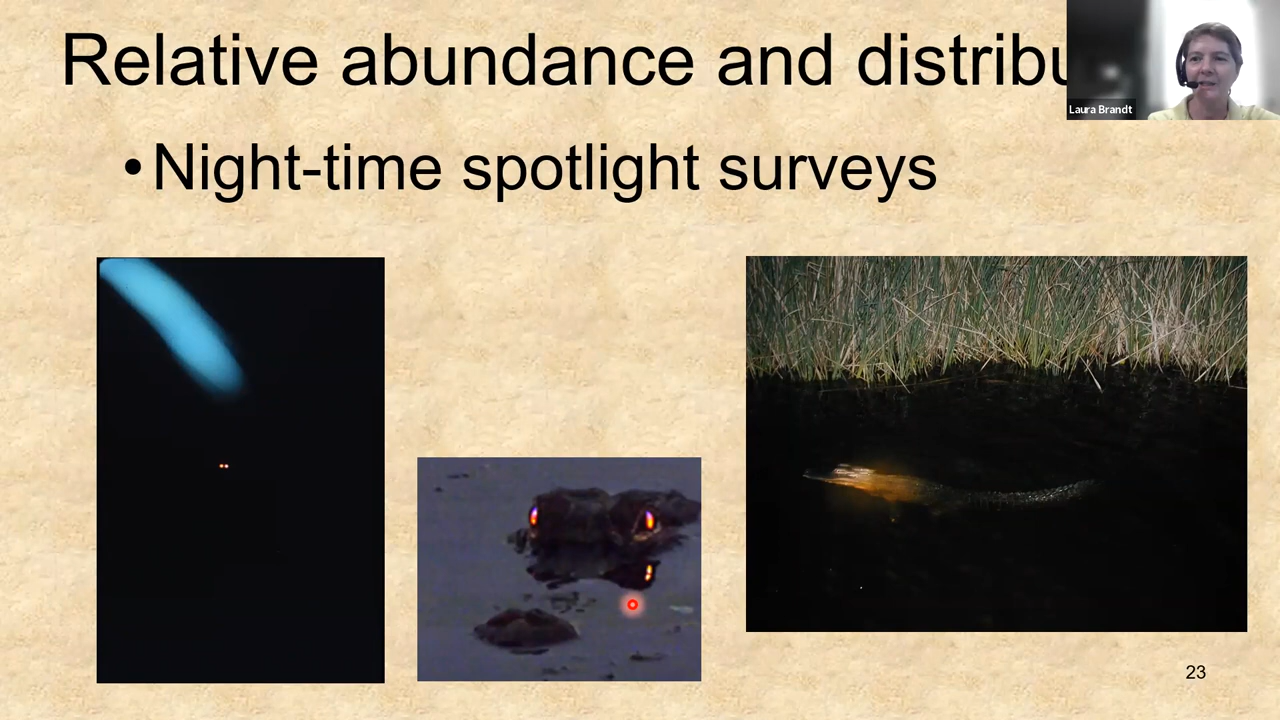 Relative abundance and distribu
Laura Brandt
•Night-time spotlight surveys
23